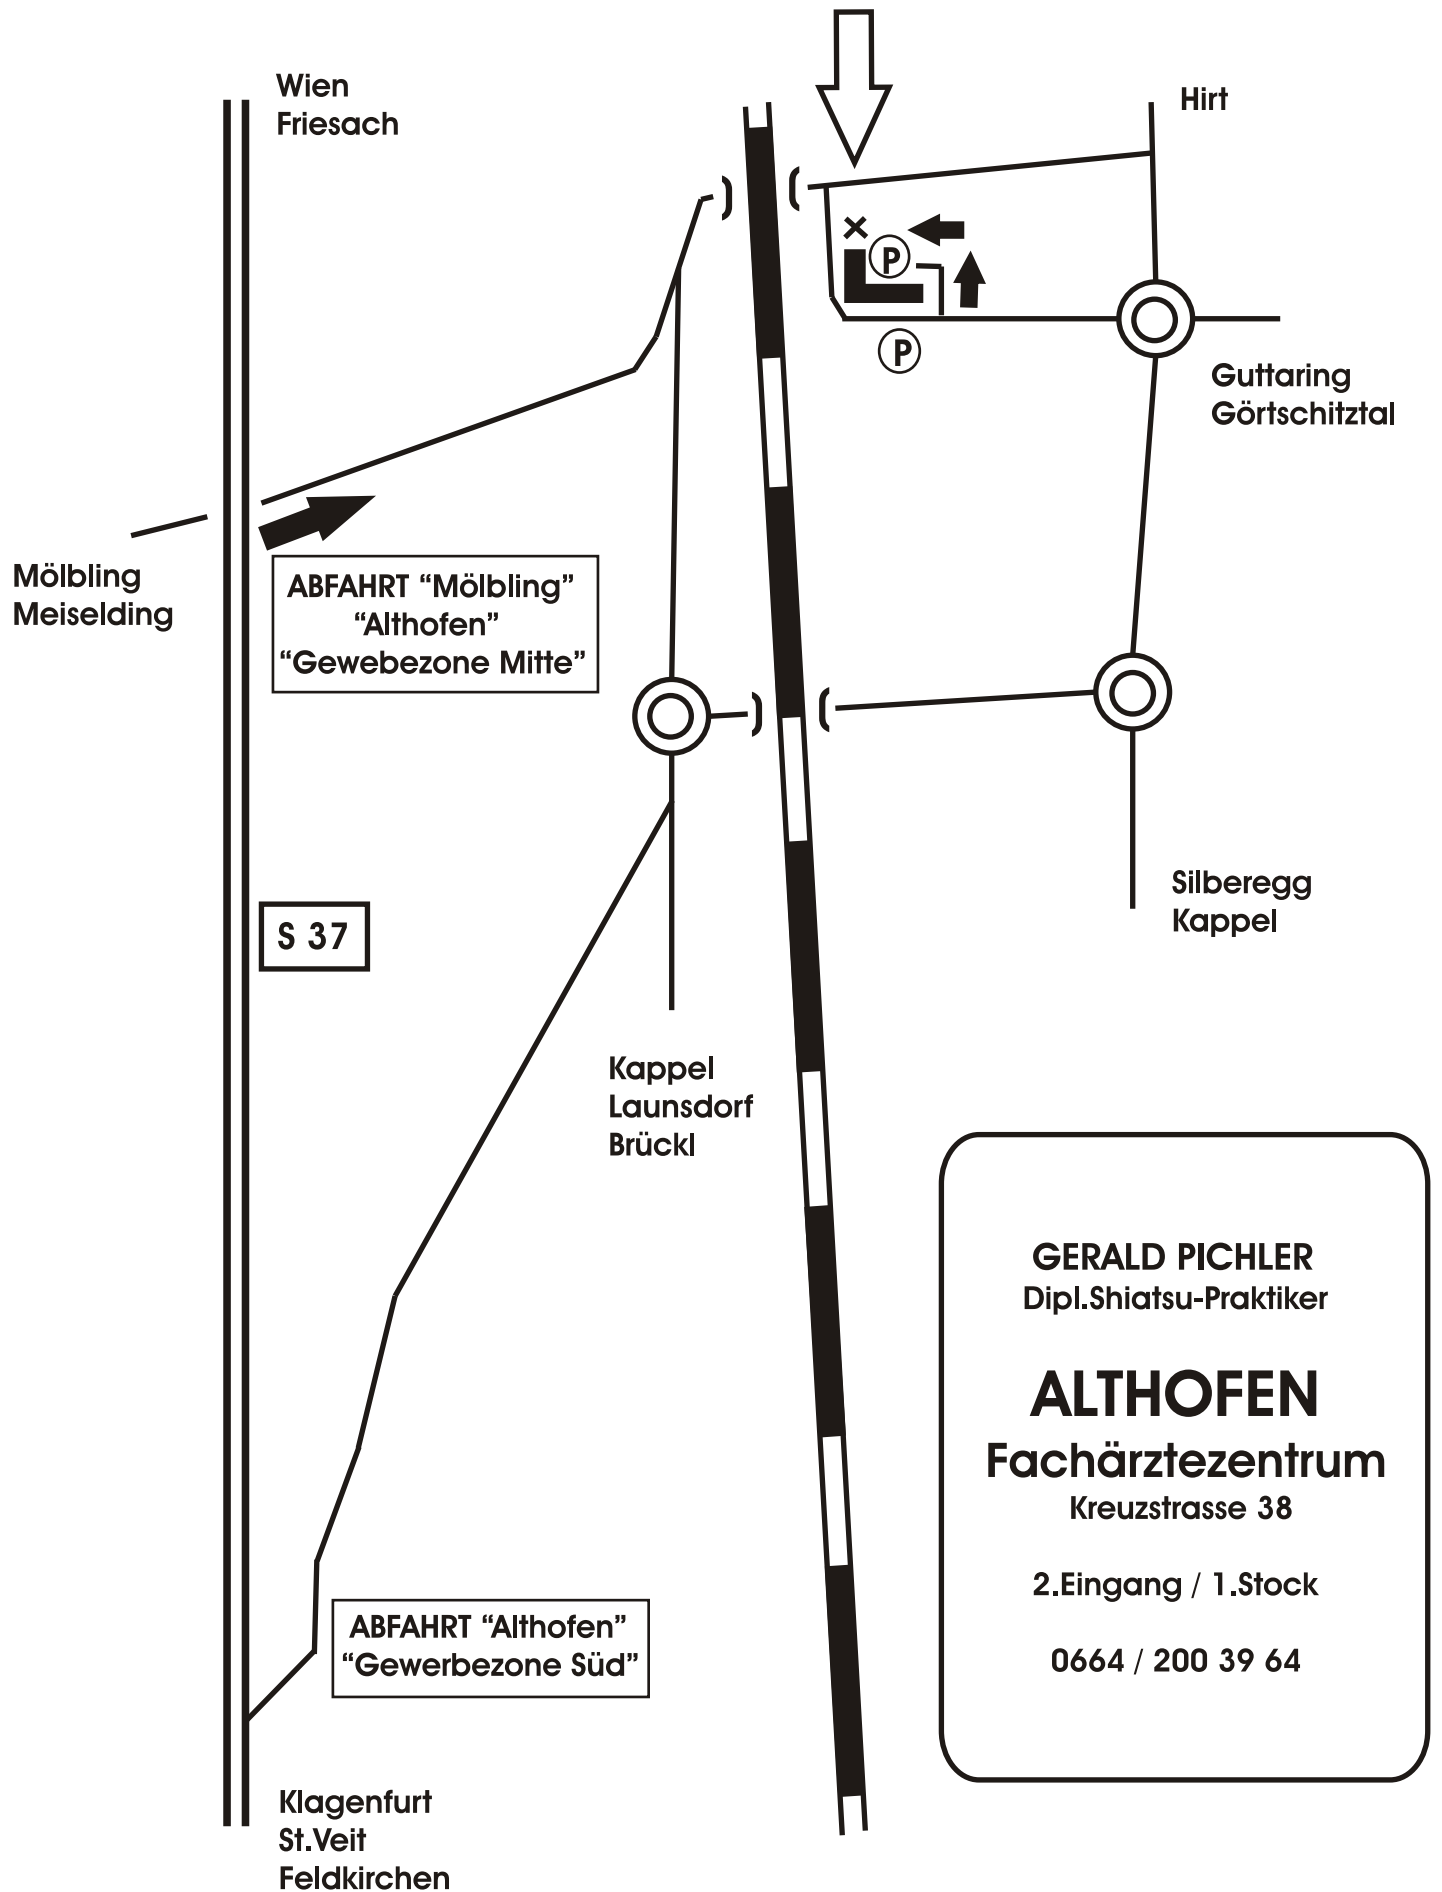 Wien
Friesach
Hirt
P
P
Guttaring
Görtschitztal
Mölbling
Meiselding
ABFAHRT “Mölbling”
“Althofen”
“Gewebezone Mitte”
S 37
Silberegg
Kappel
Kappel
Launsdorf
Brückl
GERALD PICHLER
Dipl.Shiatsu-Praktiker
ALTHOFEN
Fachärztezentrum
Kreuzstrasse 38
2.Eingang / 1.Stock
0664 / 200 39 64
ABFAHRT “Althofen”
“Gewerbezone Süd”
Klagenfurt
St.Veit
Feldkirchen